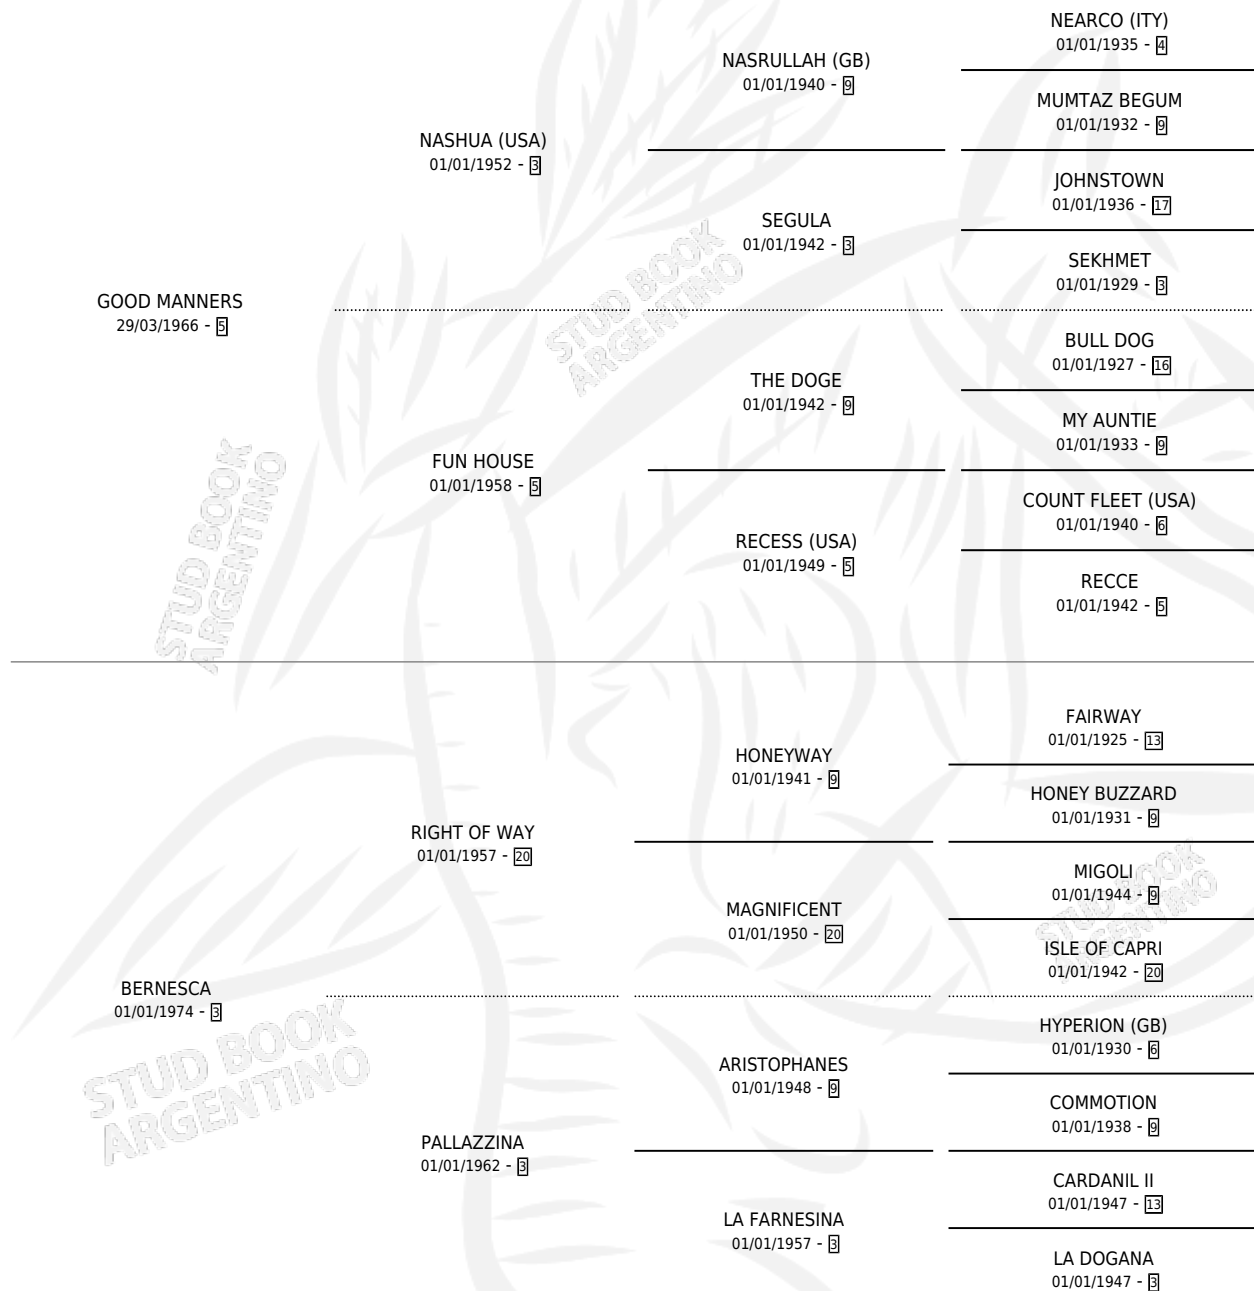 NEARCO (ITY)
01/01/1935 - 4
NASRULLAH (GB)
01/01/1940 - 9
MUMTAZ BEGUM
01/01/1932 - 9
NASHUA (USA)
01/01/1952 - 3
JOHNSTOWN
01/01/1936 - 17
SEGULA
01/01/1942 - 3
SEKHMET
01/01/1929 - 3
GOOD MANNERS
29/03/1966 - 5
BULL DOG
01/01/1927 - 16
THE DOGE
01/01/1942 - 9
MY AUNTIE
01/01/1933 - 9
FUN HOUSE
01/01/1958 - 5
COUNT FLEET (USA)
01/01/1940 - 6
RECESS (USA)
01/01/1949 - 5
RECCE
01/01/1942 - 5
FAIRWAY
01/01/1925 - 13
HONEYWAY
01/01/1941 - 9
HONEY BUZZARD
01/01/1931 - 9
RIGHT OF WAY
01/01/1957 - 20
MIGOLI
01/01/1944 - 9
MAGNIFICENT
01/01/1950 - 20
ISLE OF CAPRI
01/01/1942 - 20
BERNESCA
01/01/1974 - 3
HYPERION (GB)
01/01/1930 - 6
ARISTOPHANES
01/01/1948 - 9
COMMOTION
01/01/1938 - 9
PALLAZZINA
01/01/1962 - 3
CARDANIL II
01/01/1947 - 13
LA FARNESINA
01/01/1957 - 3
LA DOGANA
01/01/1947 - 3
STUD BOOK
ARGENTINO
STUD BOOK
ARGENTINO
STUD BOOK
ARGENTINO
STUD BOOK
ARGENTINO